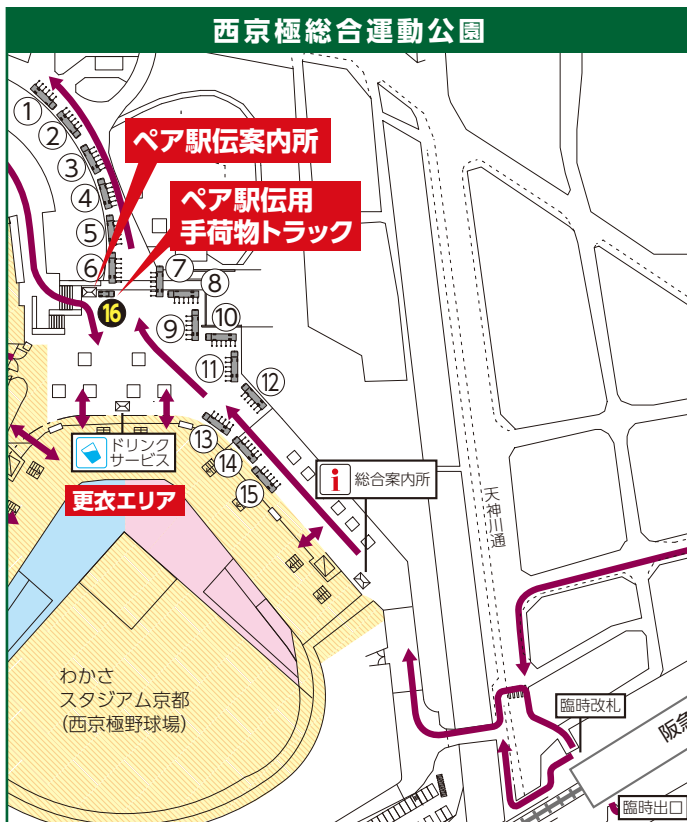 西京極総合運動公園
①
②
ペア駅伝案内所
③
ペア駅伝用
手荷物トラック
④
⑤
⑥
⑦
⑧
16
⑨
⑩
⑪
⑫
⑬
ドリンク
サービス
⑭
i 総合案内所
⑮
更衣エリア
天神川通
わかさ
スタジアム京都
(西京極野球場)
臨時改札
阪急
臨時出口